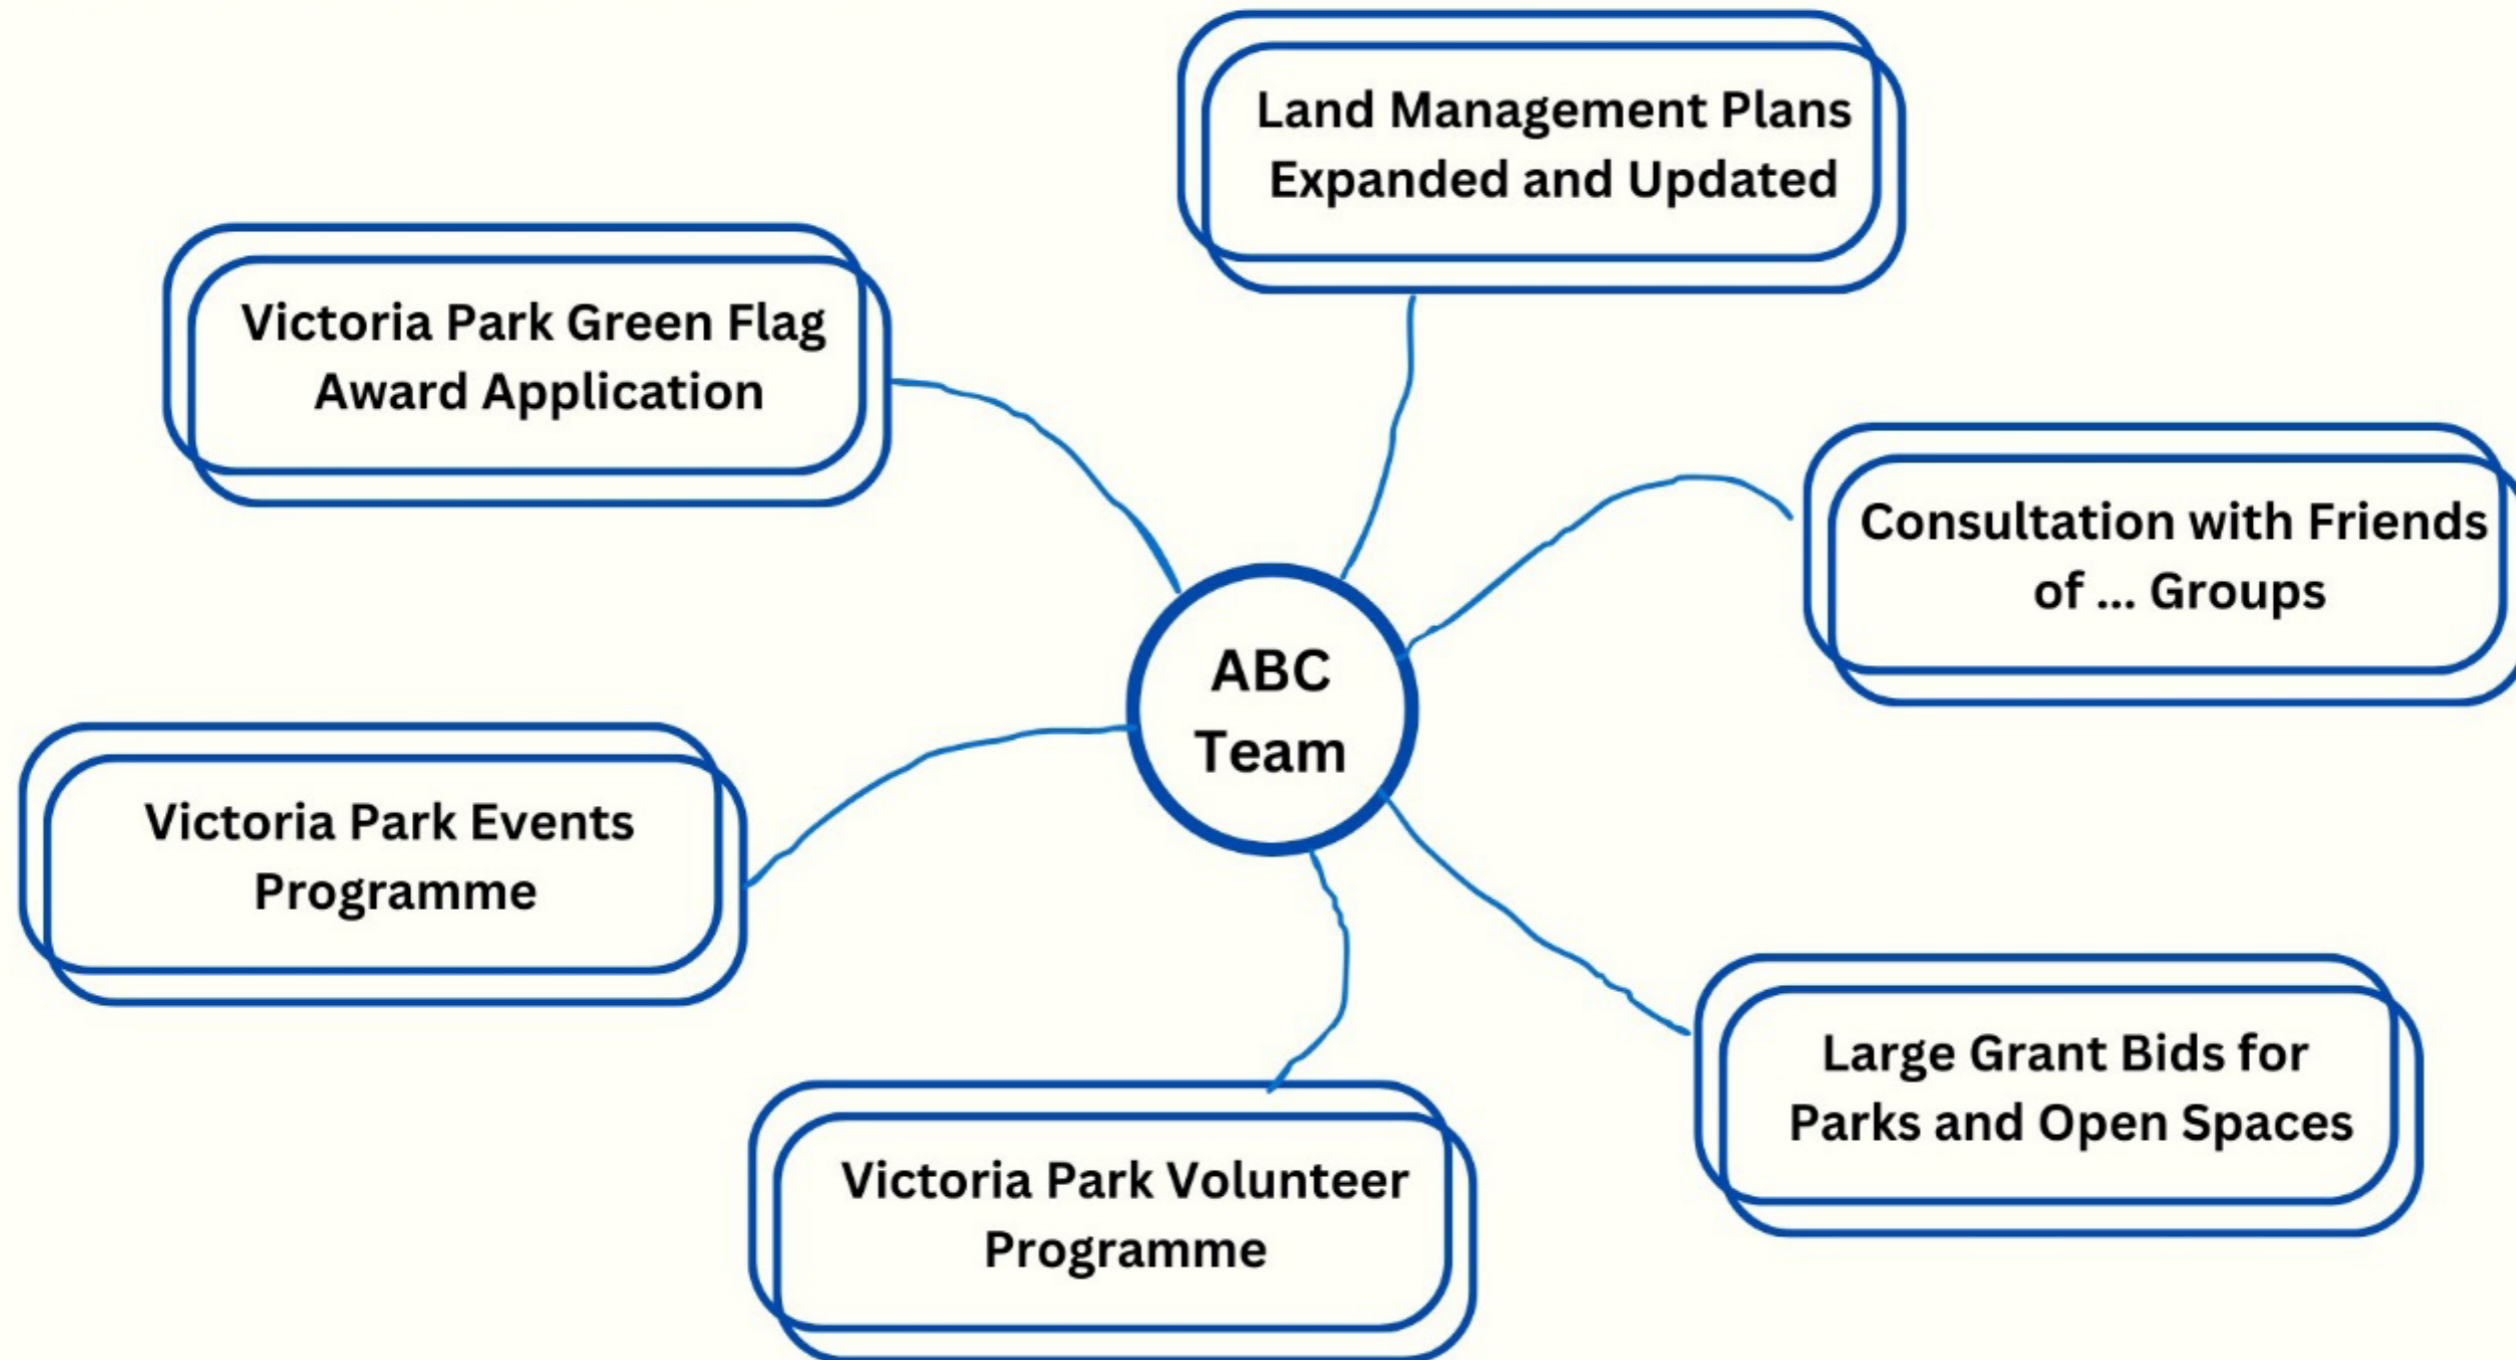 Land Management Plans
Expanded and Updated
Victoria Park Green Flag
Award Application
Consultation with Friends
of ... Groups
ABC
Team
Victoria Park Events
Programme
Large Grant Bids for
Parks and Open Spaces
Victoria Park Volunteer
Programme